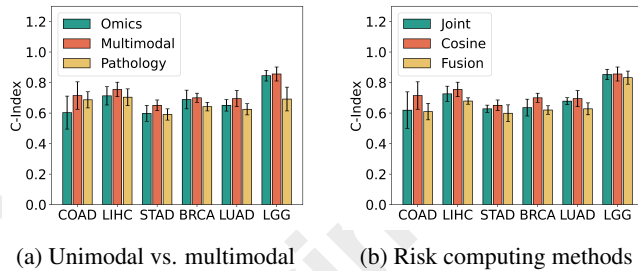 Omics
Multimodal
Pathology
C-Index
1.2
1.0
0.8
0.6
0.4
0.2
0.0
COAD LIHC STAD BRCA LUAD LGG
(a) Unimodal vs. multimodal
Joint
Cosine
Fusion
C-Index
1.2
1.0
0.8
0.6
0.4
0.2
0.0
COAD LIHC STAD BRCA LUAD LGG
(b) Risk computing methods